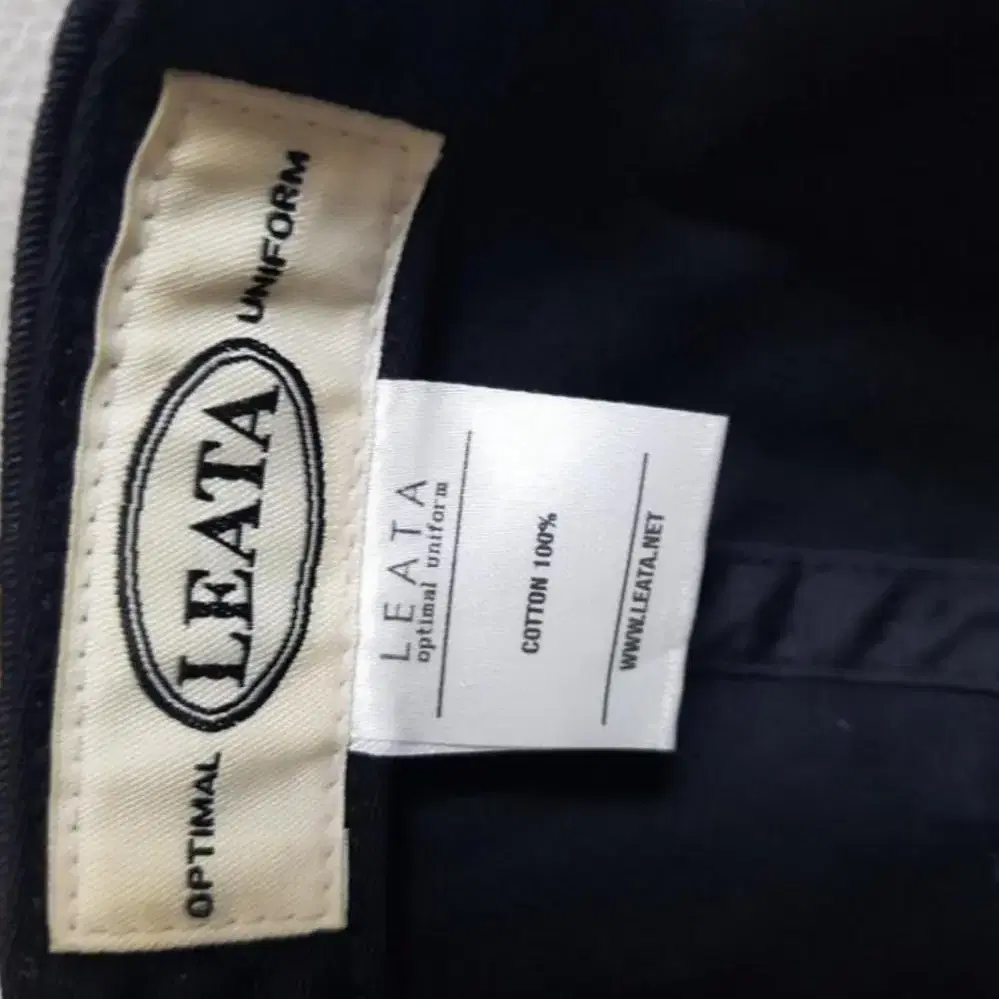 OPTIMAL LEATA UNIFORM
LEATA
optimal uniform
COTTON 100%
WWW.LEATA.NET